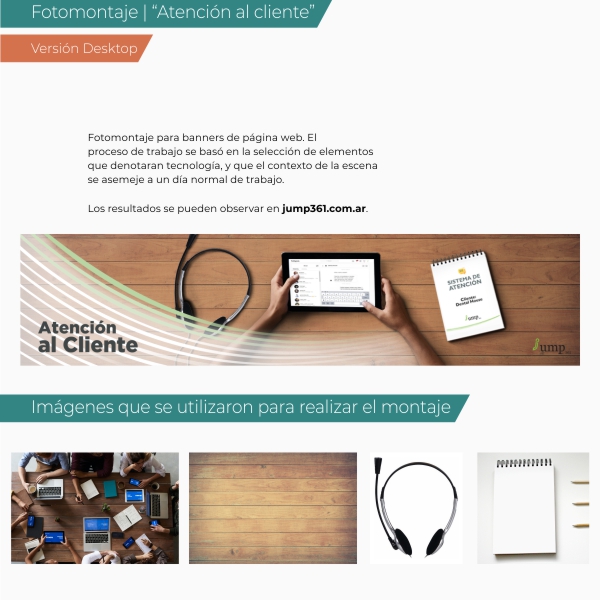 Fotomontaje | “Atención al cliente”
Versión Desktop
Fotomontaje para banners de página web. El
proceso de trabajo se basó en la selección de elementos
que denotaran tecnología, y que el contexto de la escena
se asemeje a un día normal de trabajo.
Los resultados se pueden observar en jump361.com.ar.
SISTEMA DE
ATENCIÓN
Cliente:
Dental House
Jump
Atención
al Cliente
Jump
Imágenes que se utilizaron para realizar el montaje